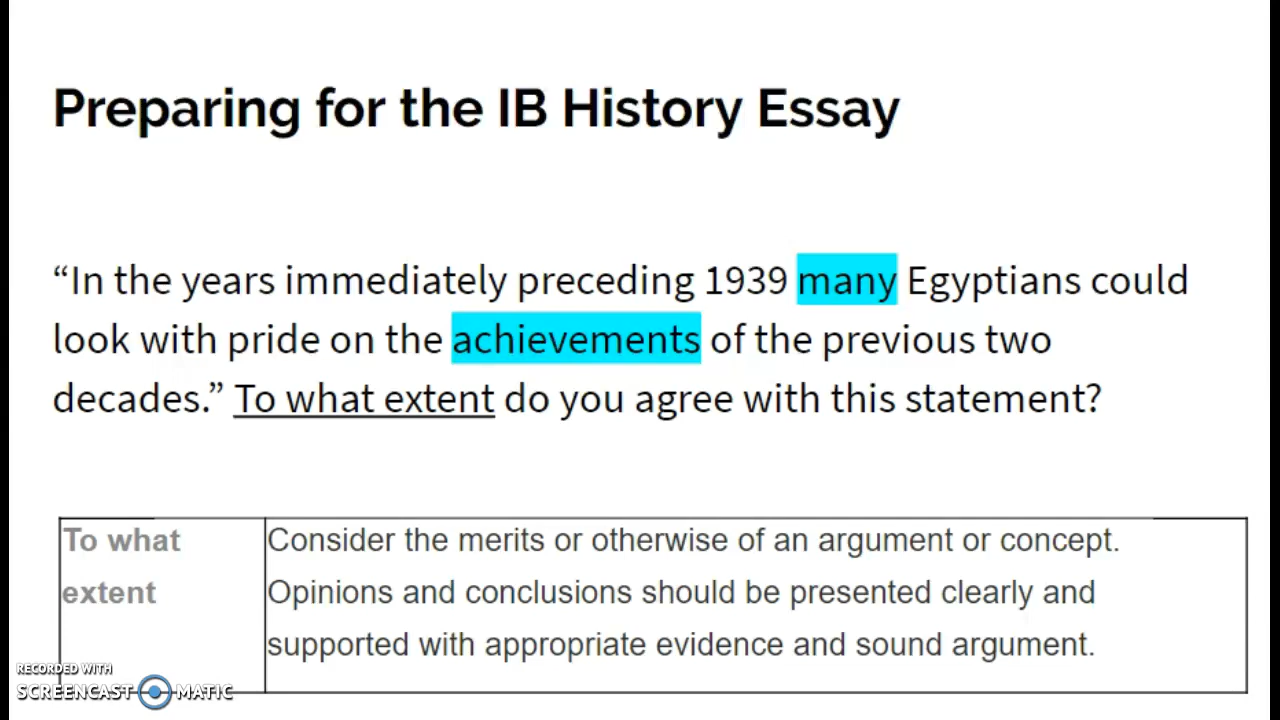 Preparing for the IB History Essay
“In the years immediately preceding 1939 many Egyptians could
look with pride on the achievements of the previous two
decades.” To what extent do you agree with this statement?
To what
extent
Consider the merits or otherwise of an argument or concept.
Opinions and conclusions should be presented clearly and
supported with appropriate evidence and sound argument.
RECORDED WITH
SCREENCAST MATIC